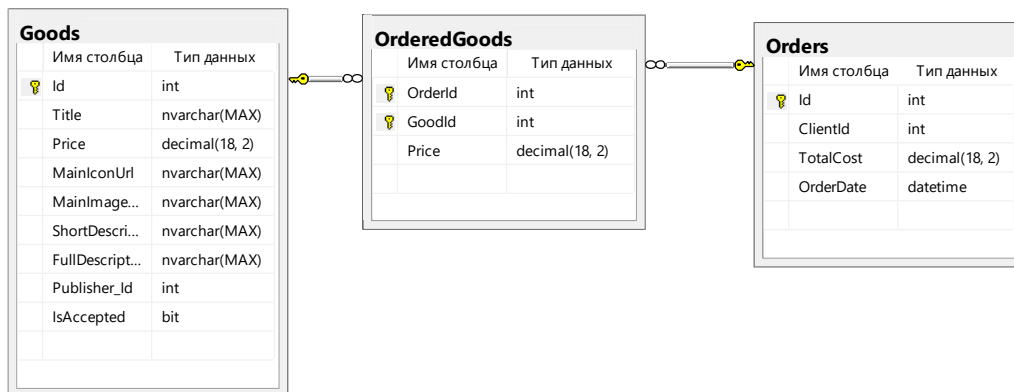 Goods
Имя столбца Тип данных
Id int
Title nvarchar(MAX)
Price decimal(18, 2)
MainIconUrl nvarchar(MAX)
MainImage... nvarchar(MAX)
ShortDescri... nvarchar(MAX)
FullDescript... nvarchar(MAX)
Publisher_Id int
IsAccepted bit
OrderedGoods
Имя столбца Тип данных
OrderId int
GoodId int
Price decimal(18, 2)
Orders
Имя столбца Тип данных
Id int
ClientId int
TotalCost decimal(18, 2)
OrderDate datetime